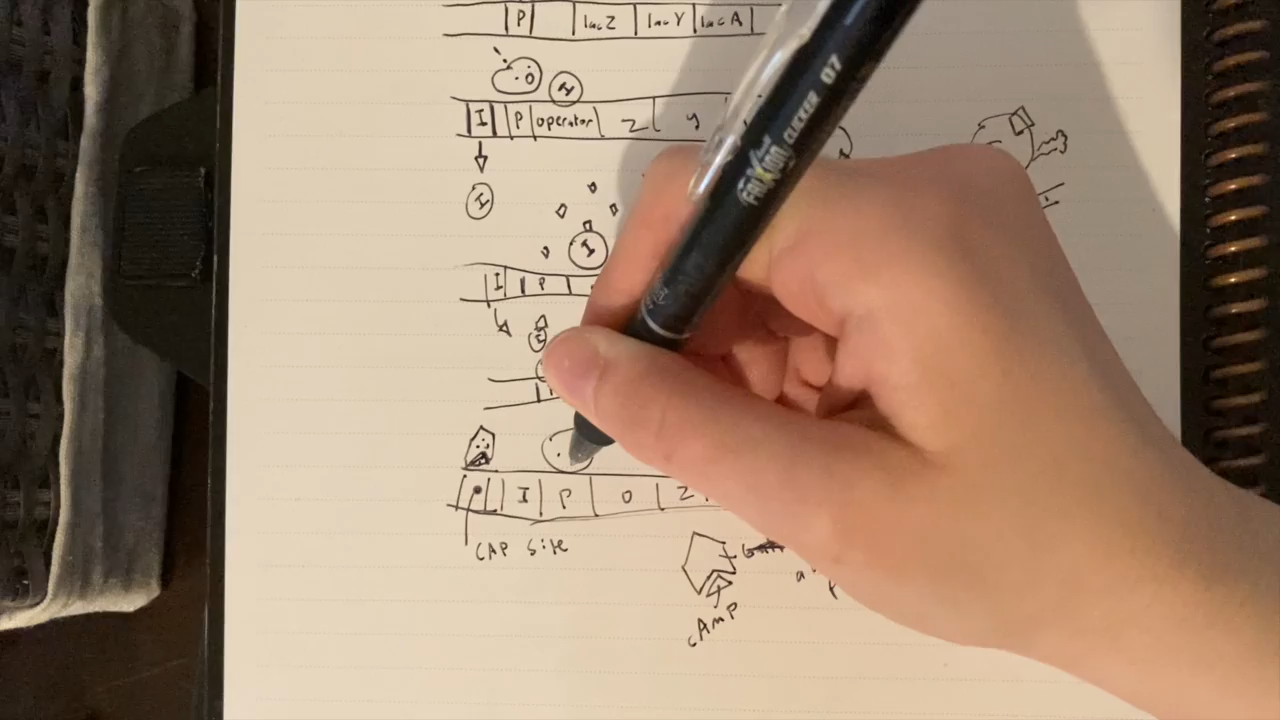 P lacZ lacY lacA
I
I P operator Z y
I
I
I P
I
I P O Z
CAP Site
cAMP
FRIXION CLICKER 07